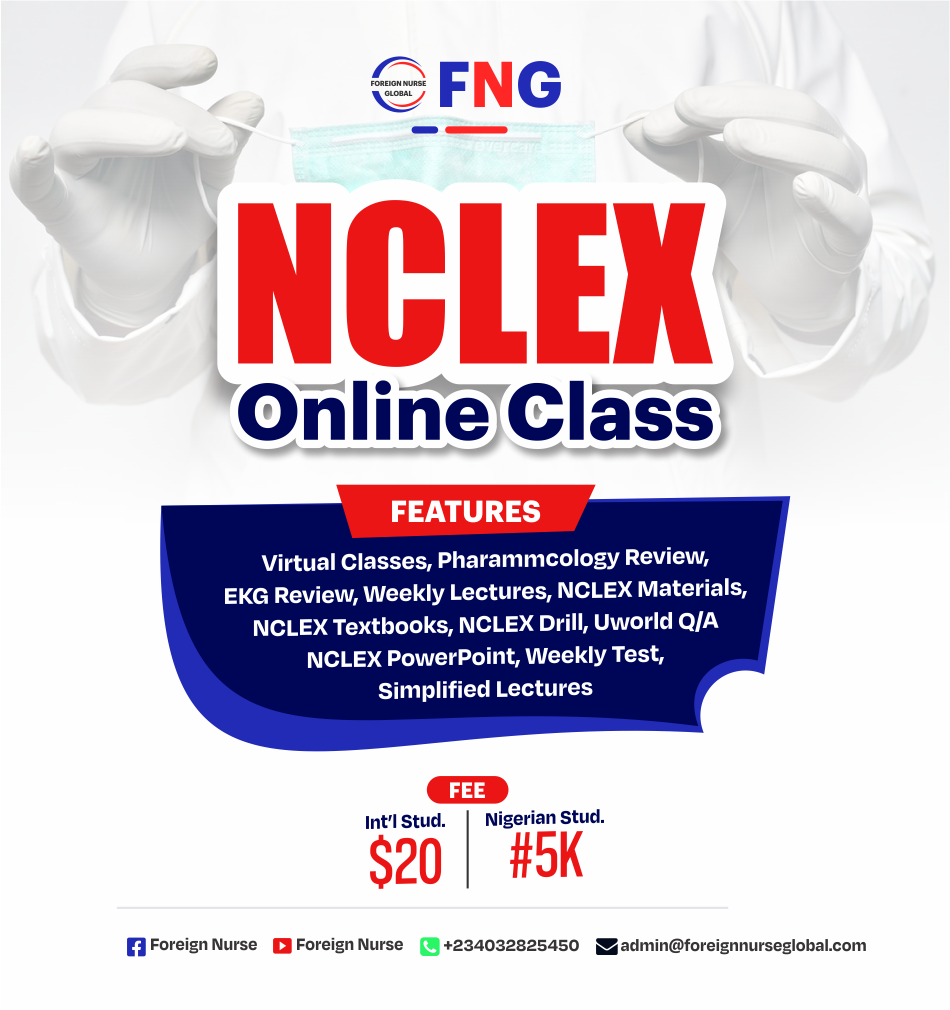 FOREIGN NURSE
GLOBAL
FNG
NCLEX
Online Class
FEATURES
Virtual Classes, Pharammcology Review,
EKG Review, Weekly Lectures, NCLEX Materials,
NCLEX Textbooks, NCLEX Drill, Uworld Q/A
NCLEX PowerPoint, Weekly Test,
Simplified Lectures
FEE
Int'l Stud.
$20
Nigerian Stud.
#5K
Foreign Nurse
Foreign Nurse
+234032825450
admin@foreignnurseglobal.com